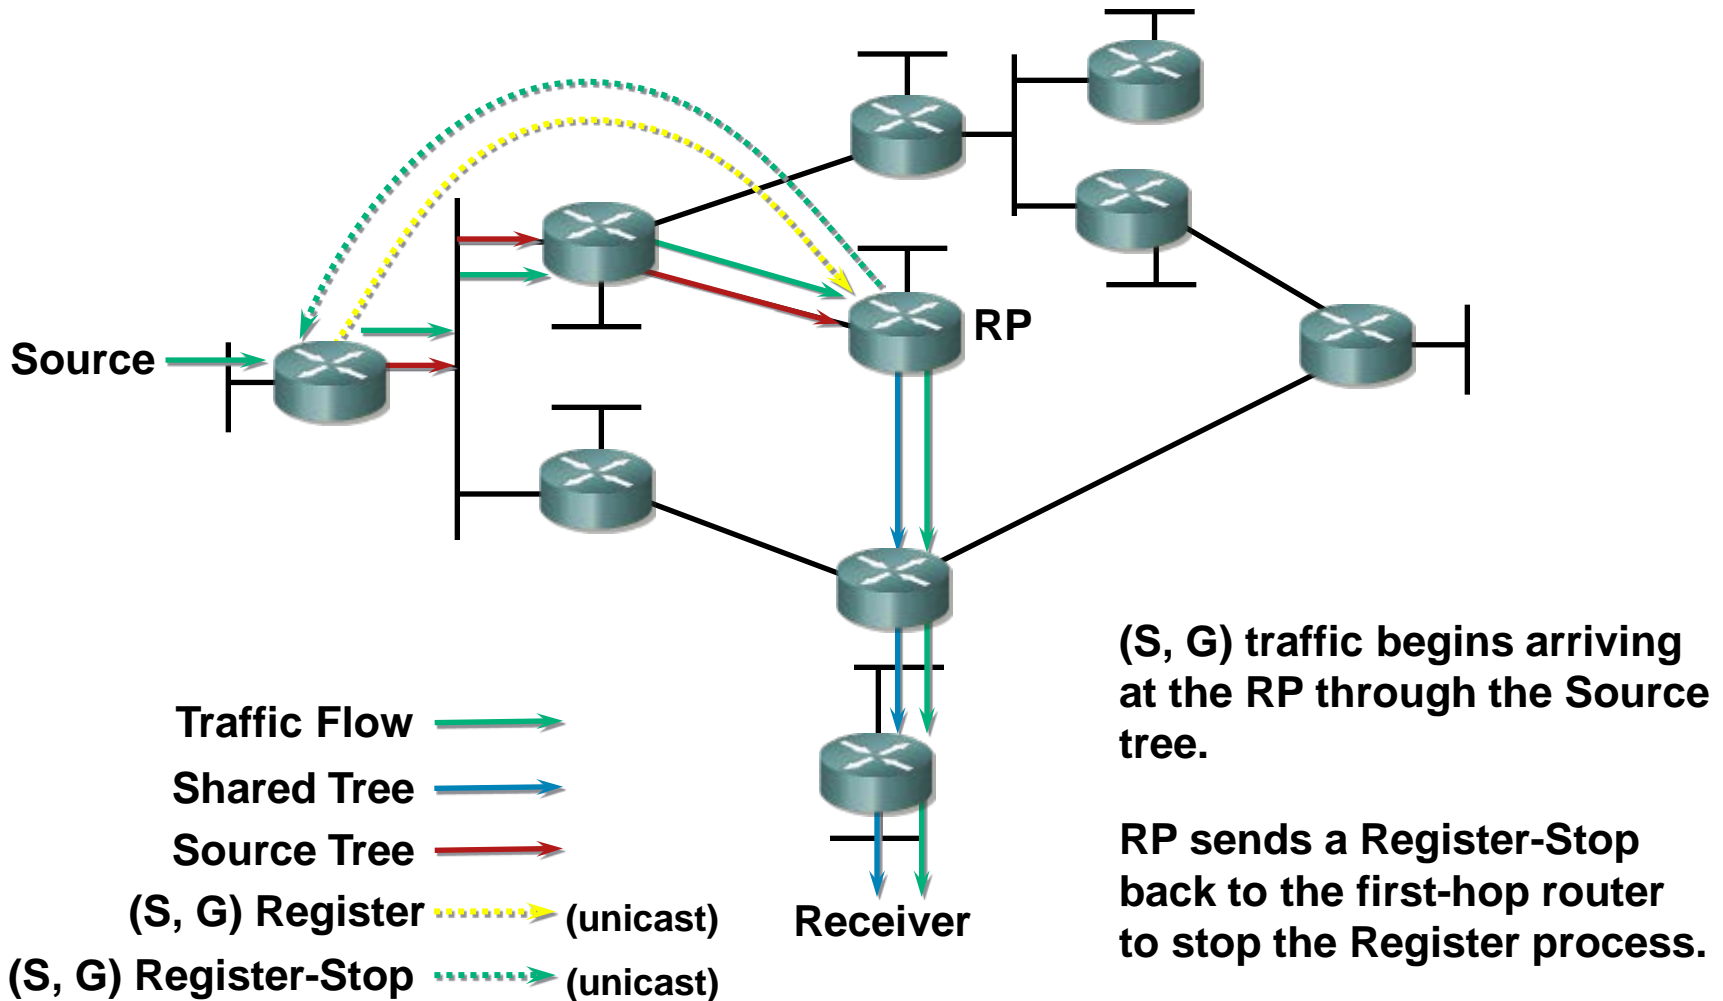 RP
Source
(S, G) traffic begins arriving
at the RP through the Source
tree.
RP sends a Register-Stop
back to the first-hop router
to stop the Register process.
Traffic Flow
Shared Tree
Source Tree
(S, G) Register (unicast)
(S, G) Register-Stop (unicast)
Receiver